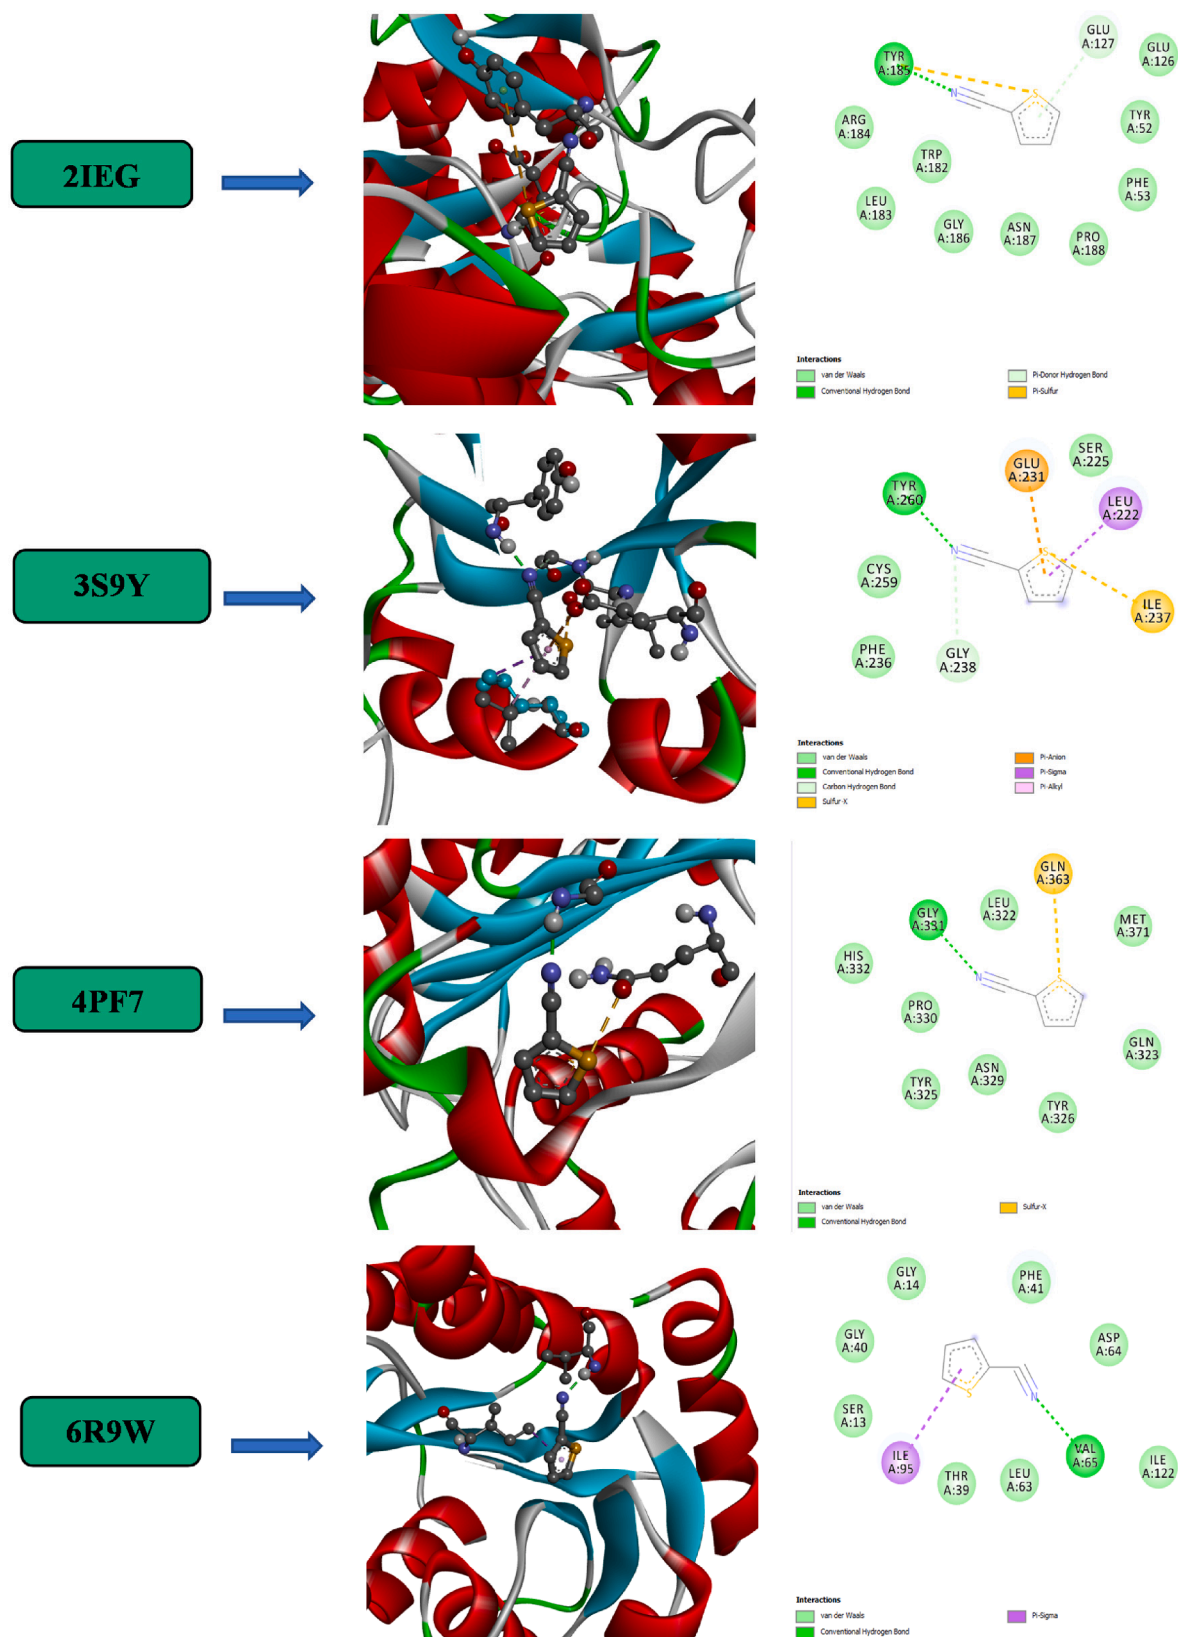 2IEG
TYR
A:185
GLU
A:127
GLU
A:126
ARG
A:184
TRP
A:182
TYR
A:52
LEU
A:183
GLY
A:186
ASN
A:187
PRO
A:188
PHE
A:53
N
S
Interactions
van der Waals
Conventional Hydrogen Bond
Pi-Donor Hydrogen Bond
Pi-Sulfur
3S9Y
TYR
A:260
GLU
A:231
SER
A:225
LEU
A:222
CYS
A:259
PHE
A:236
GLY
A:238
ILE
A:237
N
S
Interactions
van der Waals
Conventional Hydrogen Bond
Carbon Hydrogen Bond
Sulfur-X
Pi-Anion
Pi-Sigma
Pi-Alkyl
4PF7
GLY
A:331
LEU
A:322
GLN
A:363
MET
A:371
HIS
A:332
PRO
A:330
TYR
A:325
ASN
A:329
TYR
A:326
GLN
A:323
N
S
Interactions
van der Waals
Conventional Hydrogen Bond
Sulfur-X
6R9W
GLY
A:14
PHE
A:41
GLY
A:40
ASP
A:64
SER
A:13
ILE
A:95
THR
A:39
LEU
A:63
VAL
A:65
ILE
A:122
S
N
Interactions
van der Waals
Conventional Hydrogen Bond
Pi-Sigma